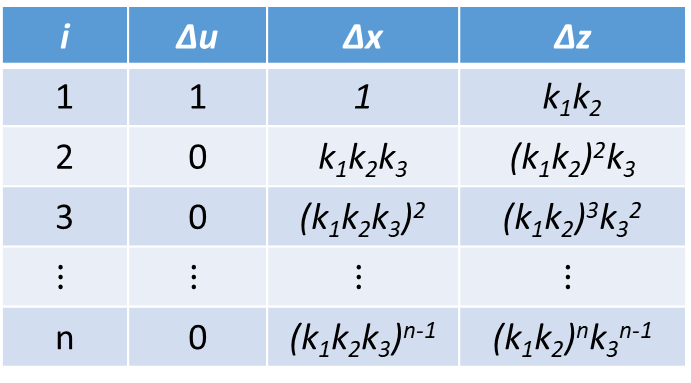 i Δu Δx Δz
1 1 1 k₁k₂
2 0 k₁k₂k₃ (k₁k₂)²k₃
3 0 (k₁k₂k₃)² (k₁k₂)³k₃²
⋮ ⋮ ⋮ ⋮
n 0 (k₁k₂k₃)ⁿ⁻¹ (k₁k₂)ⁿk₃ⁿ⁻¹